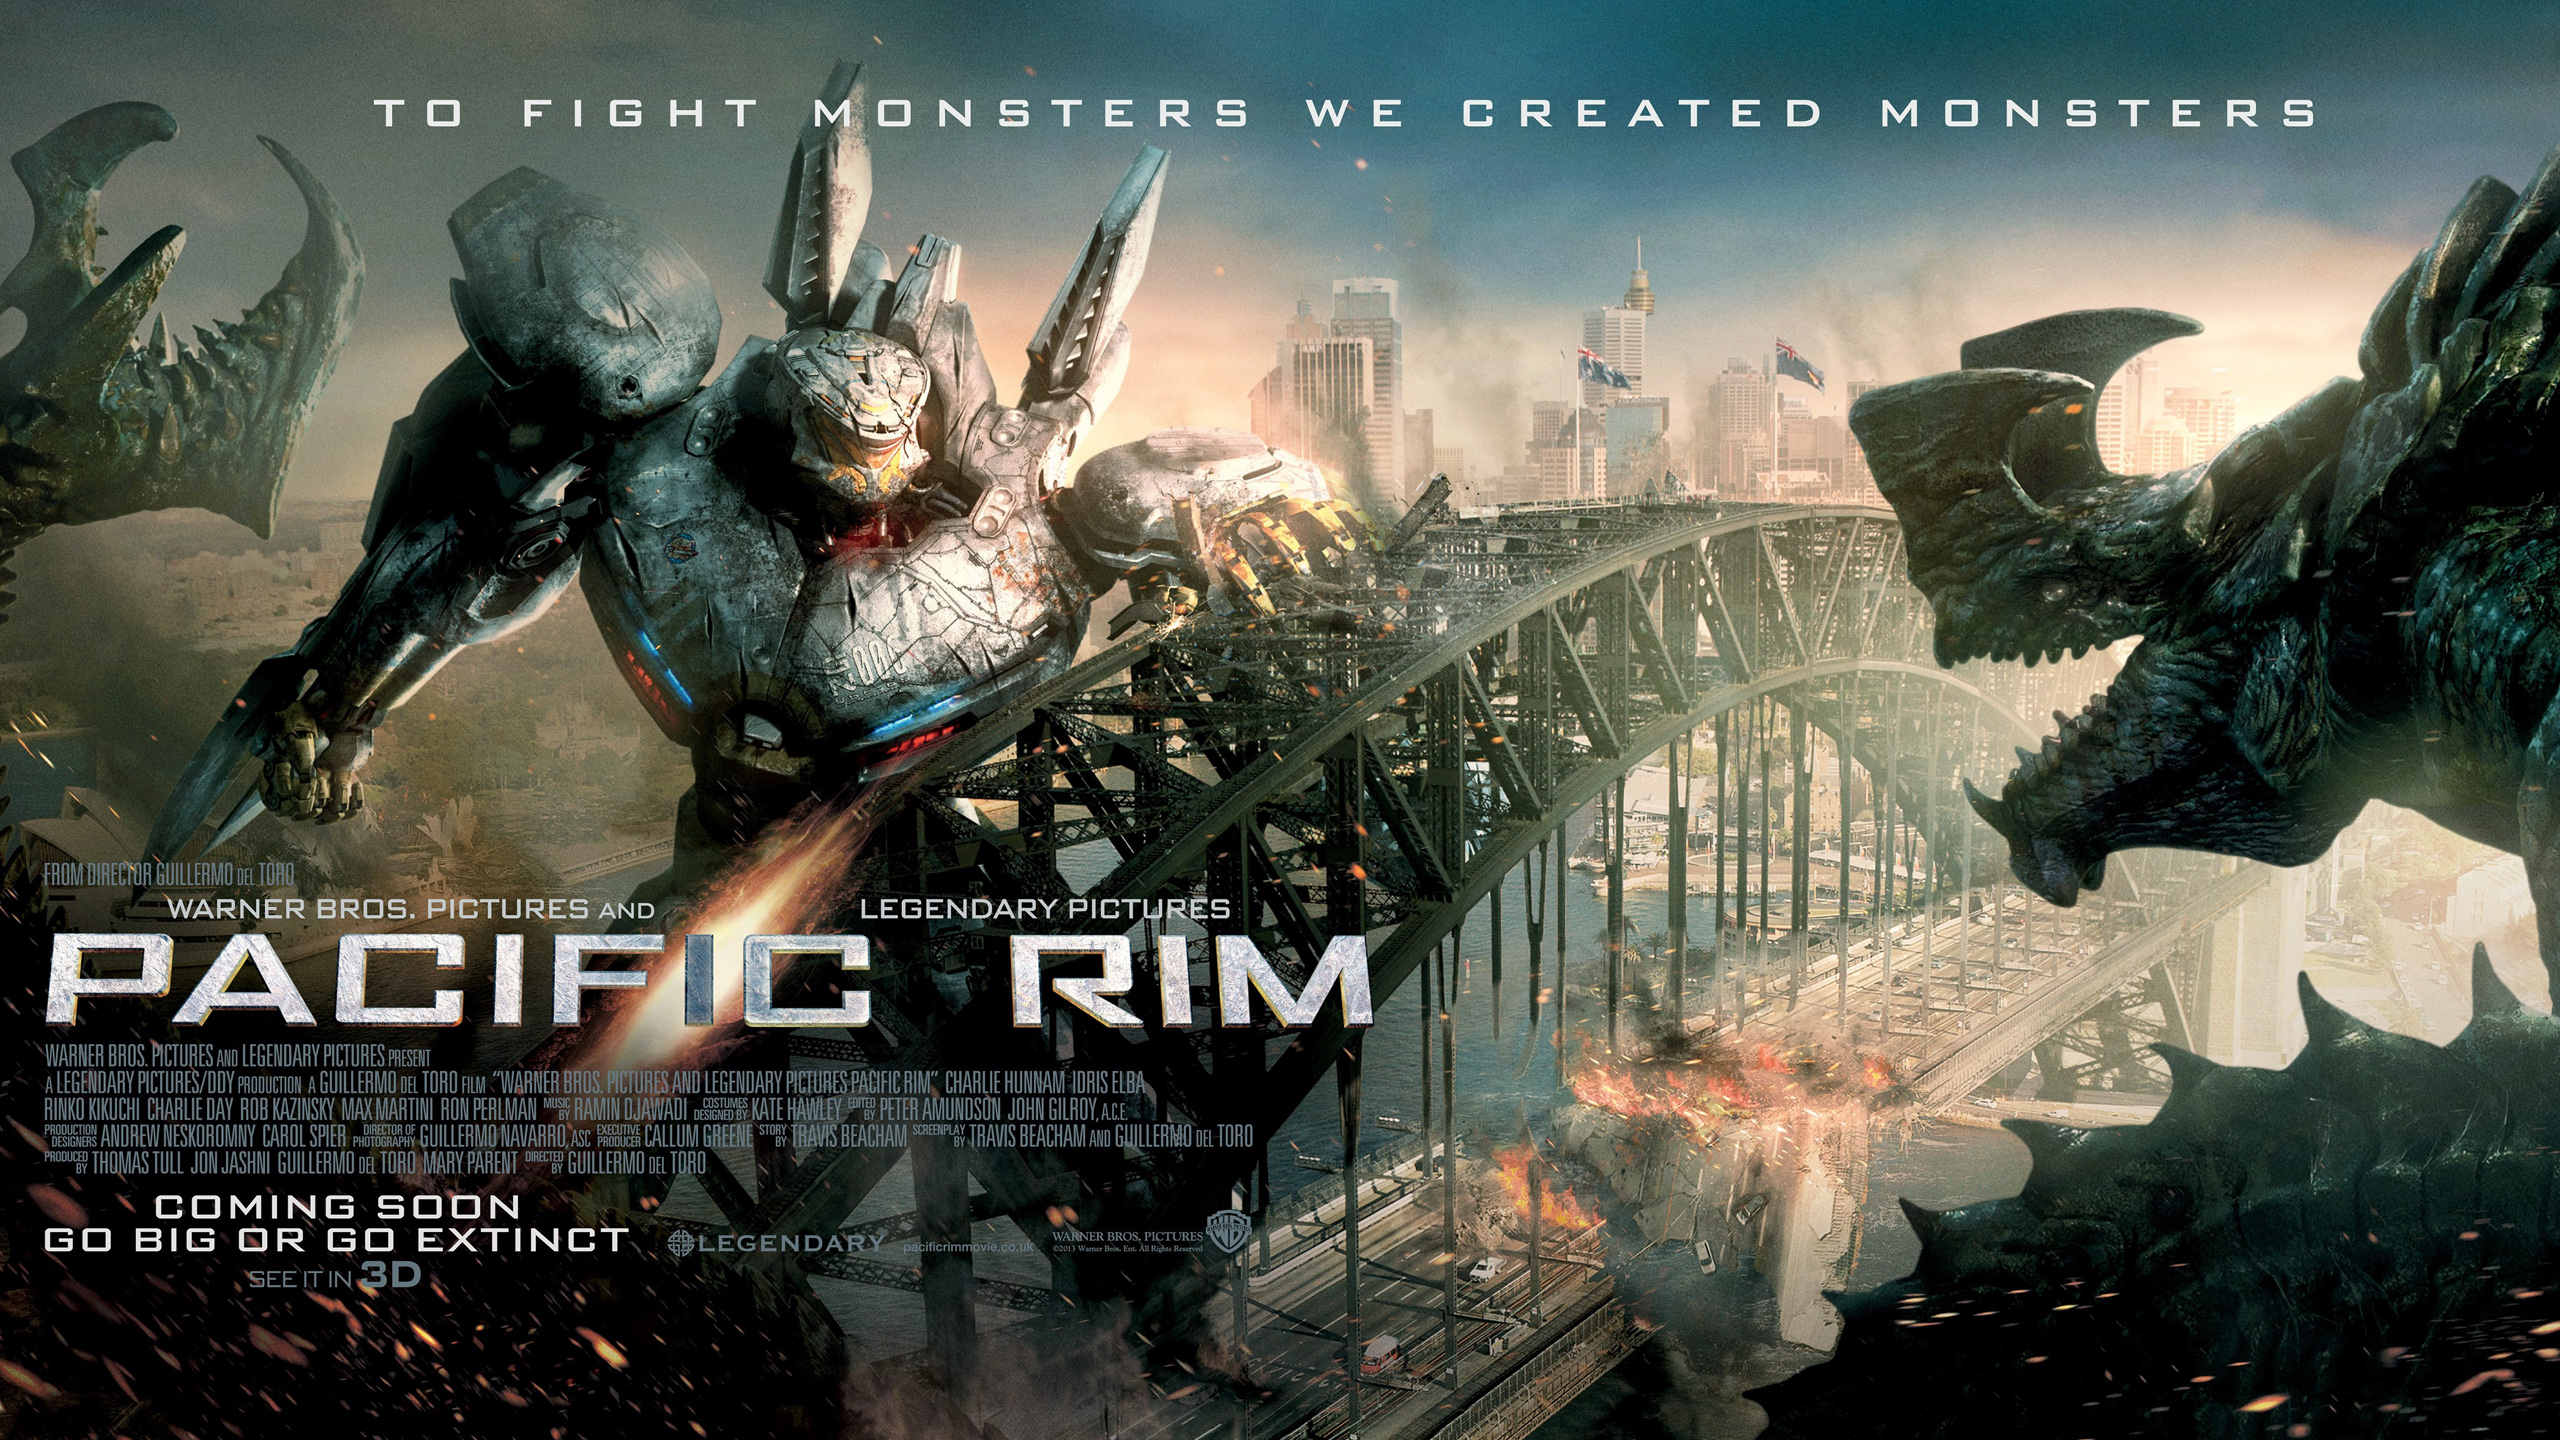 TO FIGHT MONSTERS WE CREATED MONSTERS
FROM DIRECTOR GUILLERMO DEL TORO
WARNER BROS. PICTURES AND LEGENDARY PICTURES
PACIFIC RIM
WARNER BROS. PICTURES AND LEGENDARY PICTURES PRESENT
A LEGENDARY PICTURES/DDY PRODUCTION A GUILLERMO DEL TORO FILM "WARNER BROS. PICTURES AND LEGENDARY PICTURES PACIFIC RIM" CHARLIE HUNNAM IDRIS ELBA
RINKO KIKUCHI CHARLIE DAY ROB KAZINSKY MAX MARTINI RON PERLMAN MUSIC BY RAMIN DJAWADI COSTUMES DESIGNED BY KATE HAWLEY EDITED BY PETER AMUNDSON JOHN GILROY, A.C.E.
PRODUCTION DESIGNERS ANDREW NESKOROMNY CAROL SPIER DIRECTOR OF PHOTOGRAPHY GUILLERMO NAVARRO, ASC EXECUTIVE PRODUCER CALLUM GREENE STORY BY TRAVIS BEACHAM SCREENPLAY BY TRAVIS BEACHAM AND GUILLERMO DEL TORO
PRODUCED BY THOMAS TULL JON JASHNI GUILLERMO DEL TORO MARY PARENT DIRECTED BY GUILLERMO DEL TORO
COMING SOON
GO BIG OR GO EXTINCT
SEE IT IN 3D
LEGENDARY
pacificrimmovie.co.uk
WARNER BROS. PICTURES
©2013 Warner Bros. Ent. All Rights Reserved